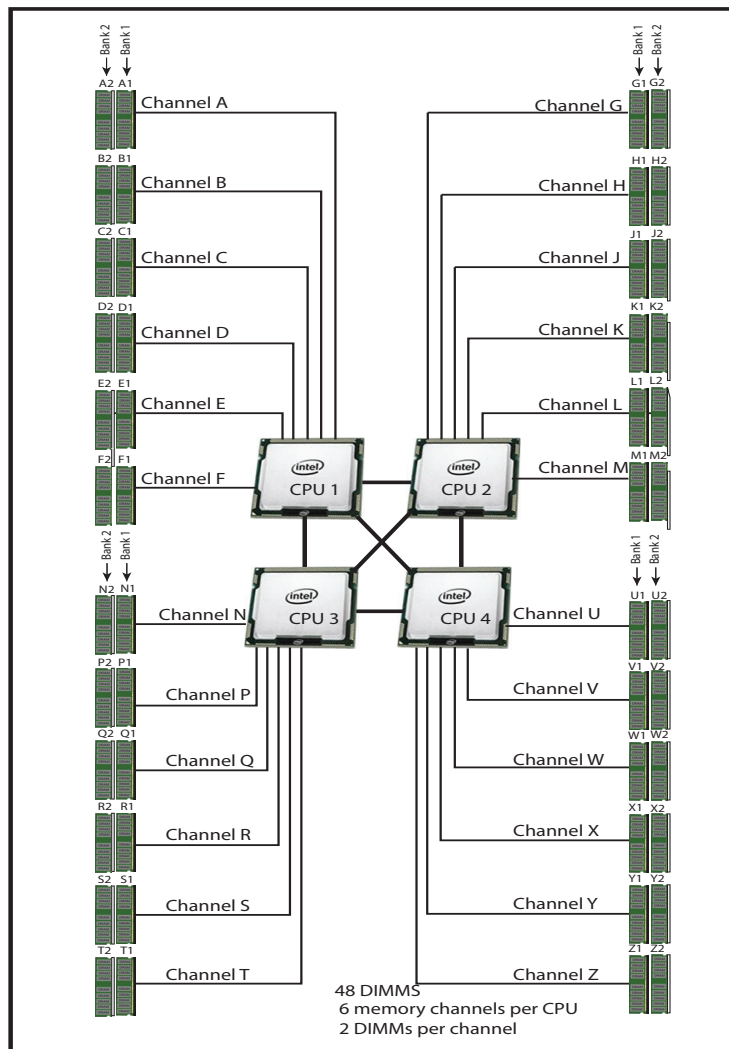 Bank 2
Bank 1
A2 A1
Channel A
B2 B1
Channel B
C2 C1
Channel C
D2 D1
Channel D
E2 E1
Channel E
F2 F1
Channel F
Bank 1
Bank 2
G1 G2
Channel G
H1 H2
Channel H
J1 J2
Channel J
K1 K2
Channel K
L1 L2
Channel L
M1 M2
Channel M
intel
CPU 1
intel
CPU 2
intel
CPU 3
intel
CPU 4
Bank 2
Bank 1
N2 N1
Channel N
P2 P1
Channel P
Q2 Q1
Channel Q
R2 R1
Channel R
S2 S1
Channel S
T2 T1
Channel T
Bank 1
Bank 2
U1 U2
Channel U
V1 V2
Channel V
W1 W2
Channel W
X1 X2
Channel X
Y1 Y2
Channel Y
Z1 Z2
Channel Z
48 DIMMS
6 memory channels per CPU
2 DIMMs per channel